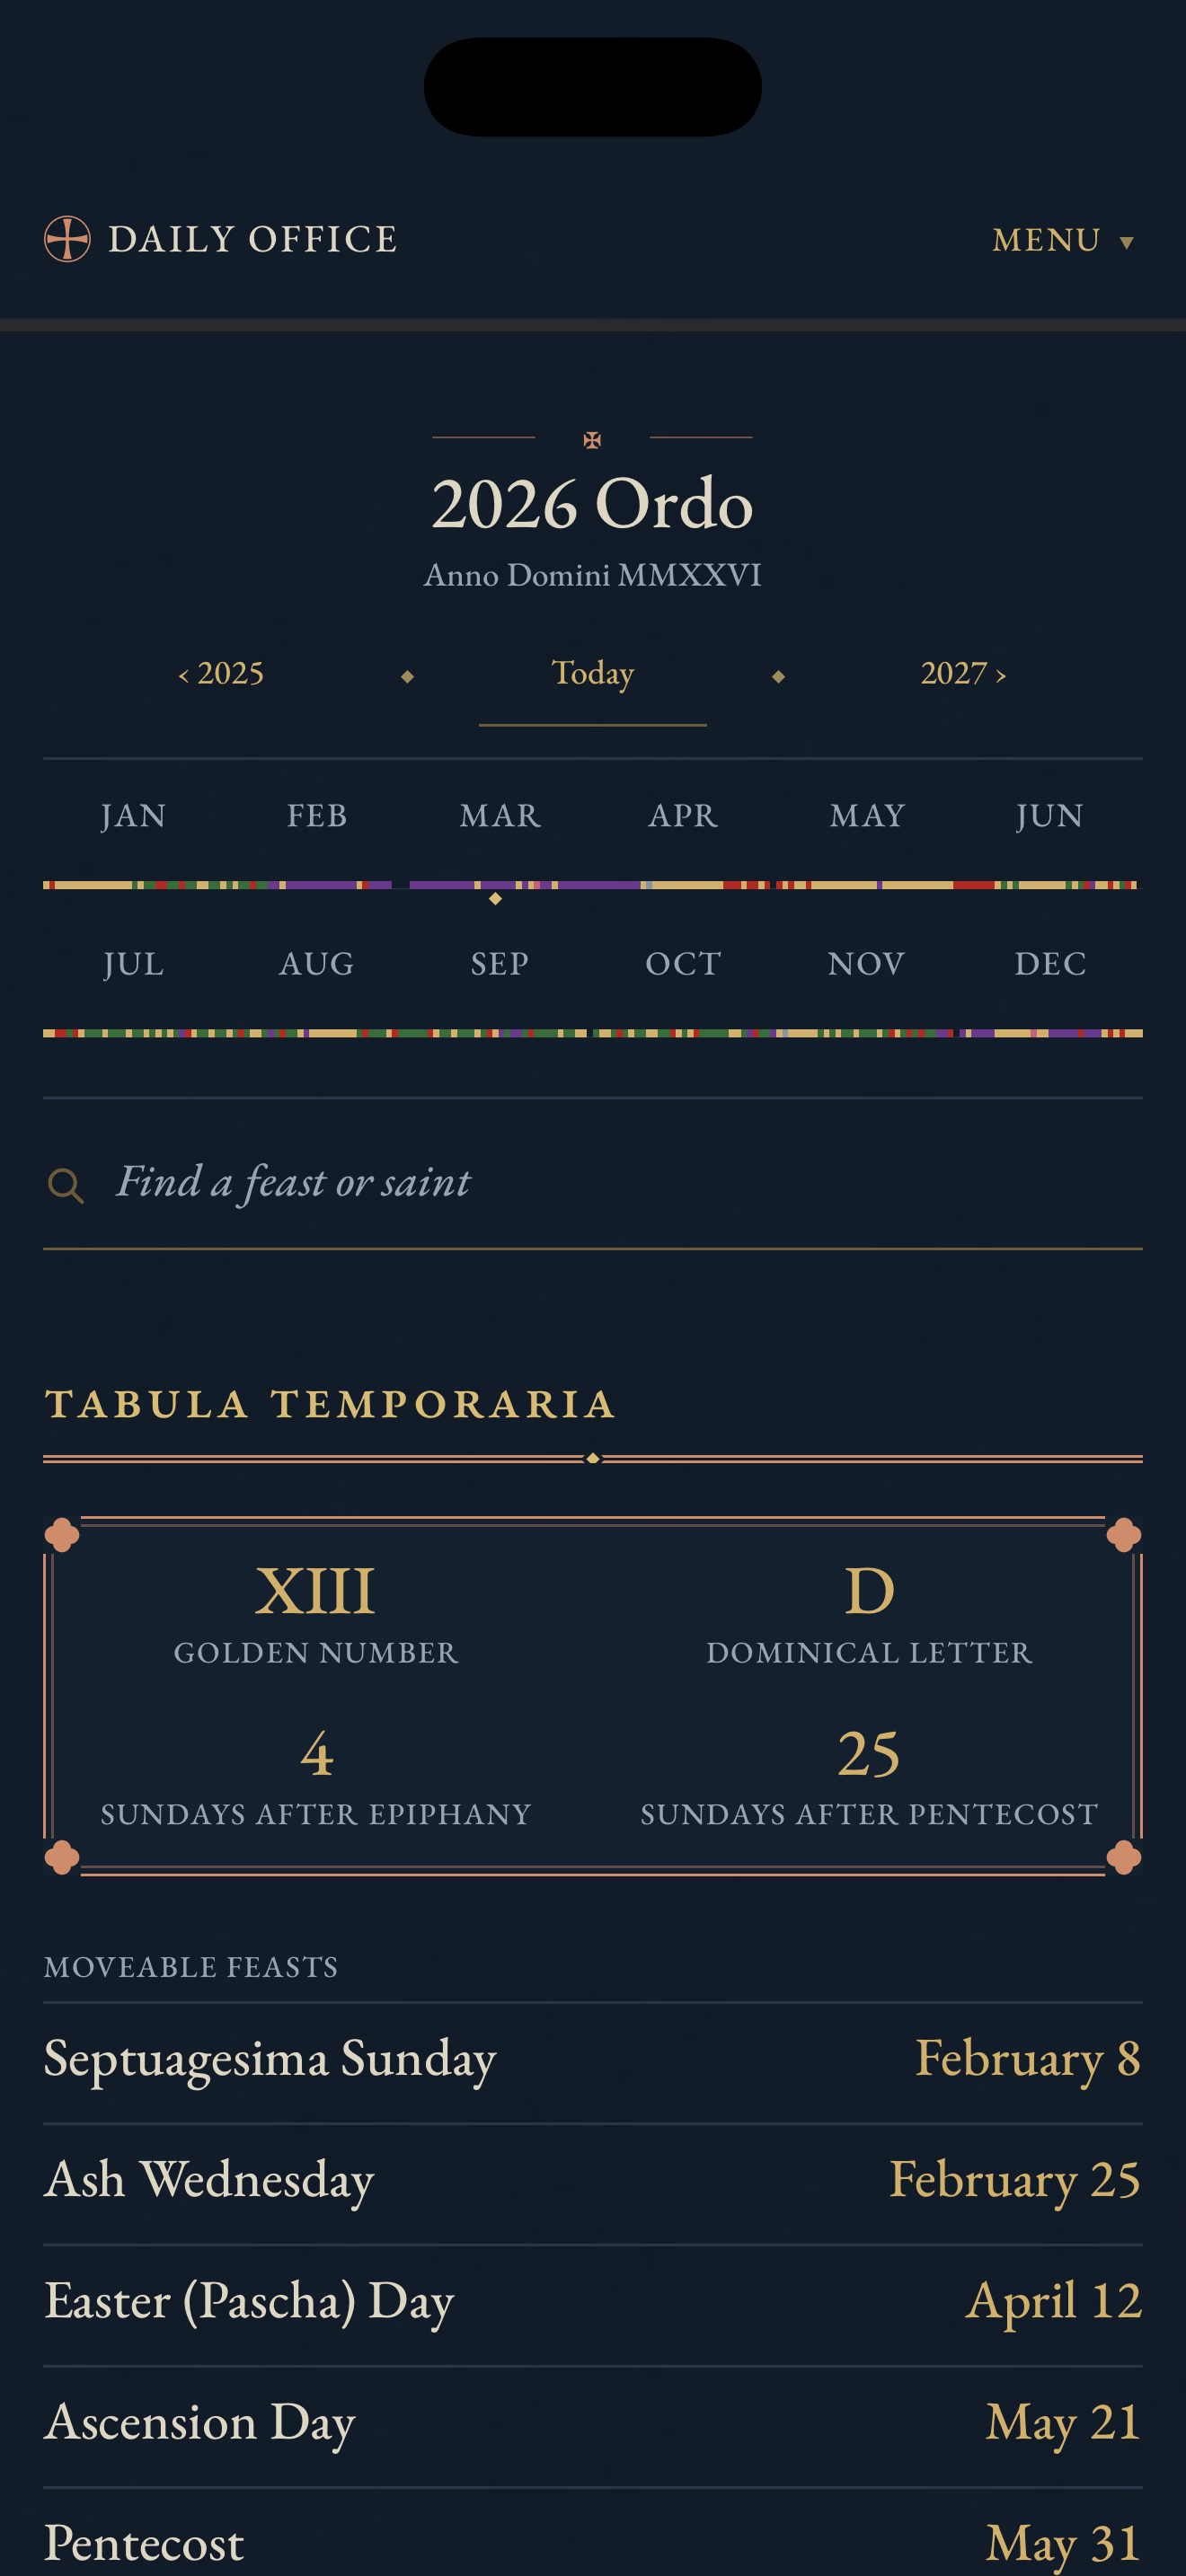 DAILY OFFICE
MENU ▼
2026 Ordo
Anno Domini MMXXVI
‹ 2025 ◆ Today ◆ 2027 ›
JAN FEB MAR APR MAY JUN
JUL AUG SEP OCT NOV DEC
Find a feast or saint
TABULA TEMPORARIA
XIII D
GOLDEN NUMBER DOMINICAL LETTER
4 25
SUNDAYS AFTER EPIPHANY SUNDAYS AFTER PENTECOST
MOVEABLE FEASTS
Septuagesima Sunday February 8
Ash Wednesday February 25
Easter (Pascha) Day April 12
Ascension Day May 21
Pentecost May 31